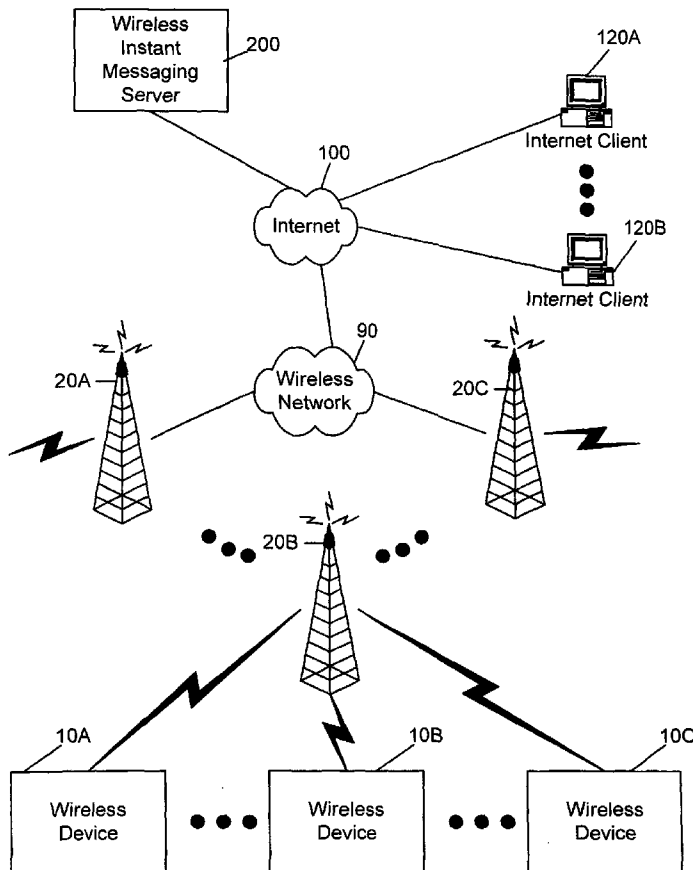 Wireless
Instant
Messaging
Server
200
120A
Internet Client
100
Internet
120B
Internet Client
90
Wireless
Network
20A
20C
20B
10A
Wireless
Device
10B
Wireless
Device
10C
Wireless
Device